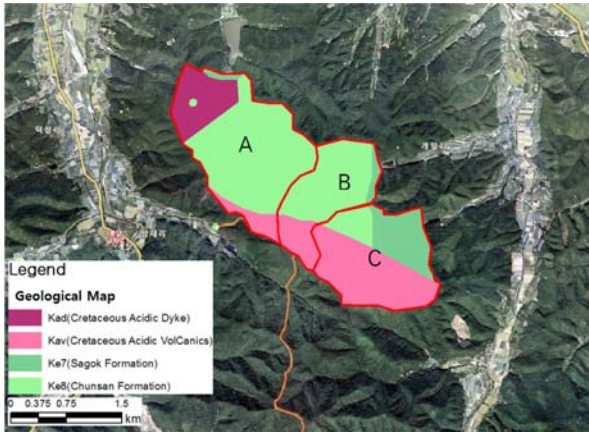 A
B
C
Legend
Geological Map
Kad(Cretaceous Acidic Dyke)
Kav(Cretaceous Acidic VolCanics)
Ke7(Sagok Formation)
Ke8(Chunsan Formation)
0 0.375 0.75 1.5
km